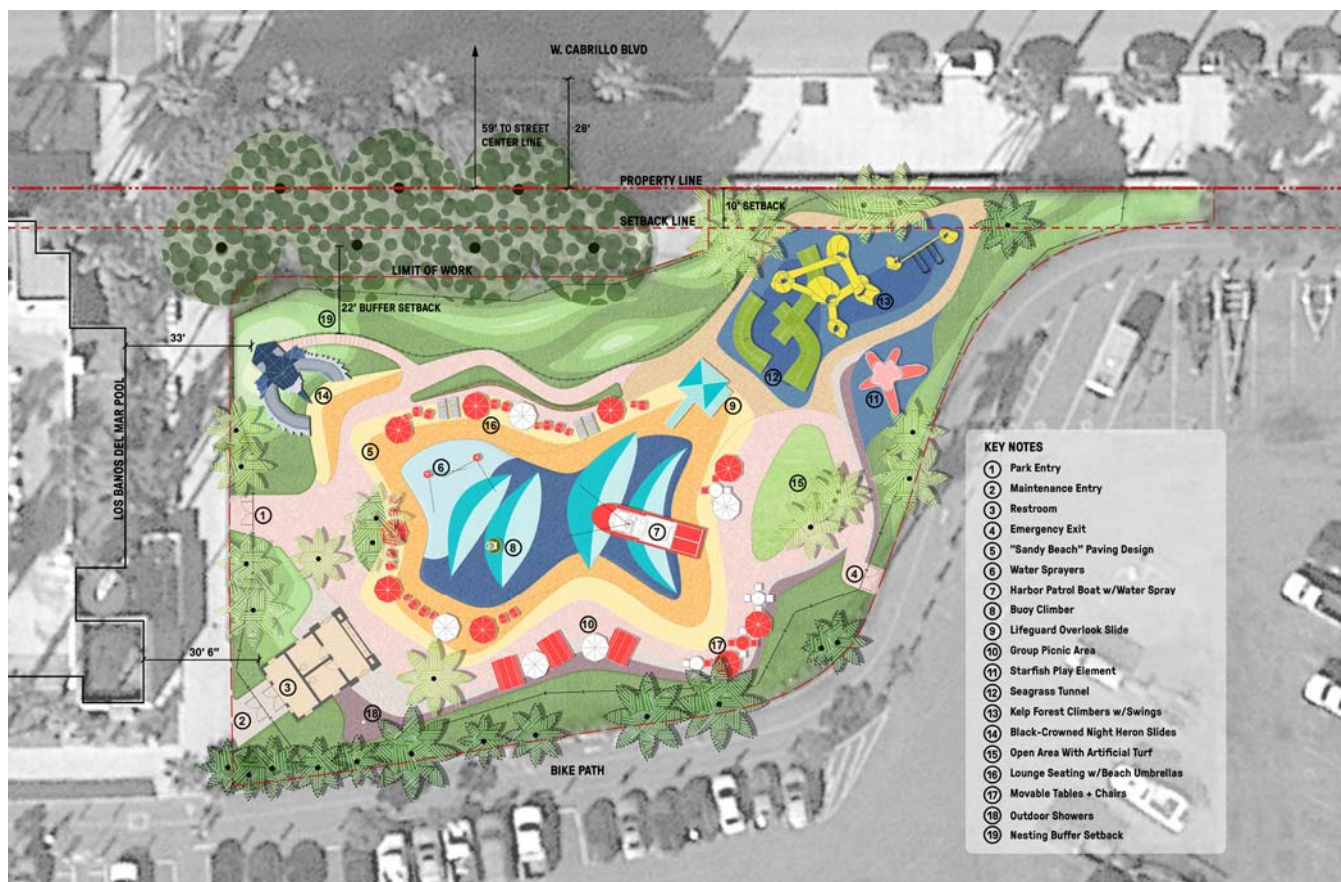 W. CABRILLO BLVD
59' TO STREET
CENTER LINE
28'
PROPERTY LINE
10' SETBACK
SETBACK LINE
LIMIT OF WORK
22' BUFFER SETBACK
19
33'
13
12
14
9
11
16
5
6
15
LOS BANOS DEL MAR POOL
1
7
8
4
10
30' 6"
17
3
18
2
BIKE PATH
KEY NOTES
1 Park Entry
2 Maintenance Entry
3 Restroom
4 Emergency Exit
5 "Sandy Beach" Paving Design
6 Water Sprayers
7 Harbor Patrol Boat w/Water Spray
8 Buoy Climber
9 Lifeguard Overlook Slide
10 Group Picnic Area
11 Starfish Play Element
12 Seagrass Tunnel
13 Kelp Forest Climbers w/Swings
14 Black-Crowned Night Heron Slides
15 Open Area With Artificial Turf
16 Lounge Seating w/Beach Umbrellas
17 Movable Tables + Chairs
18 Outdoor Showers
19 Nesting Buffer Setback